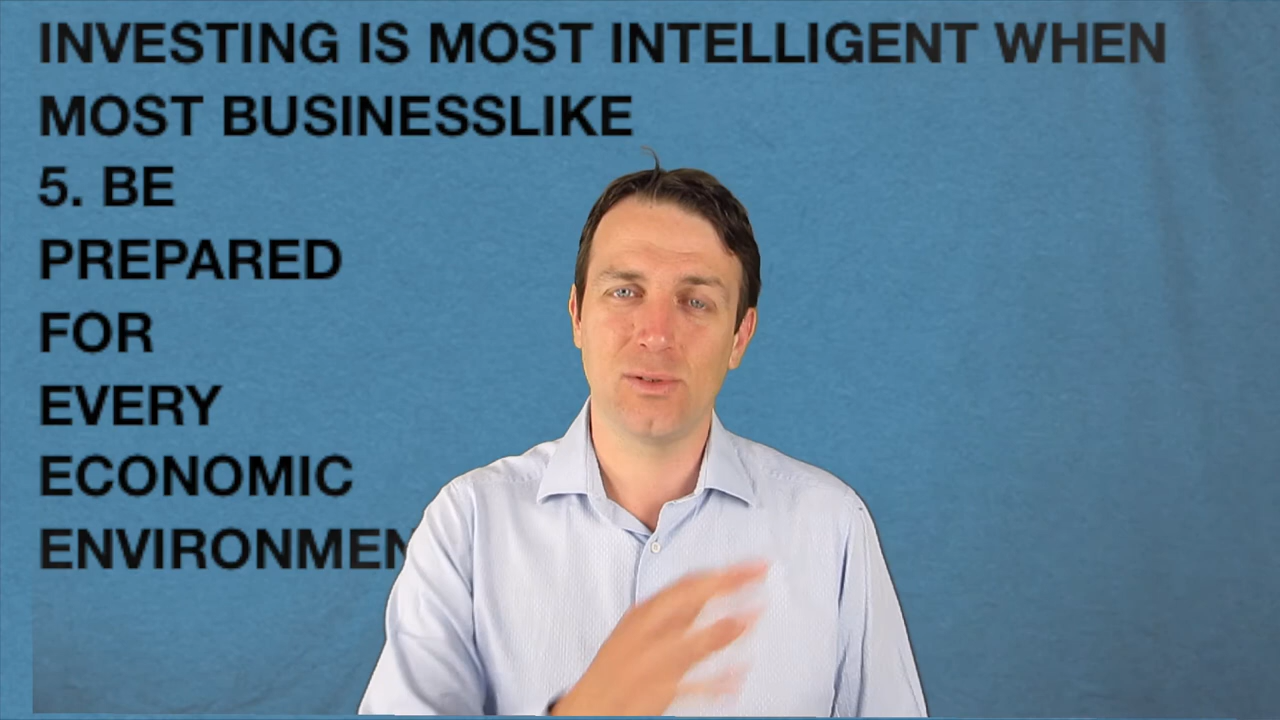 INVESTING IS MOST INTELLIGENT WHEN
MOST BUSINESSLIKE
5. BE
PREPARED
FOR
EVERY
ECONOMIC
ENVIRONMEN